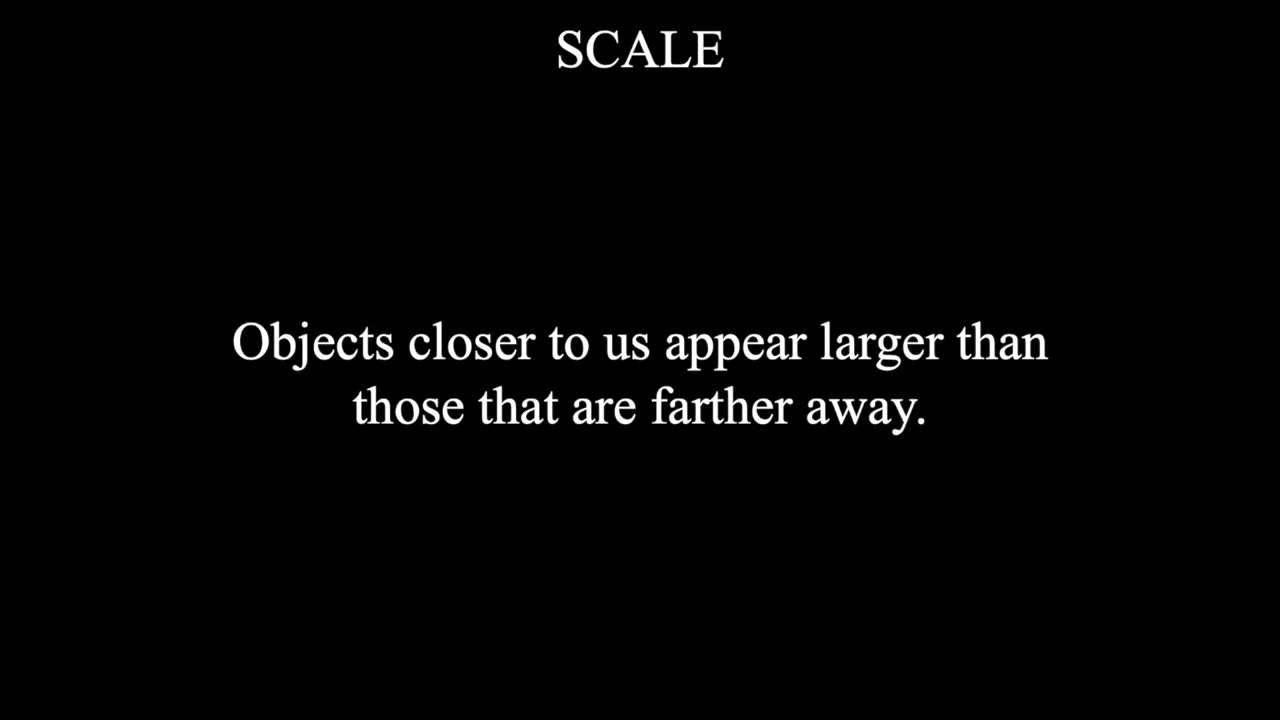 SCALE
Objects closer to us appear larger than
those that are farther away.